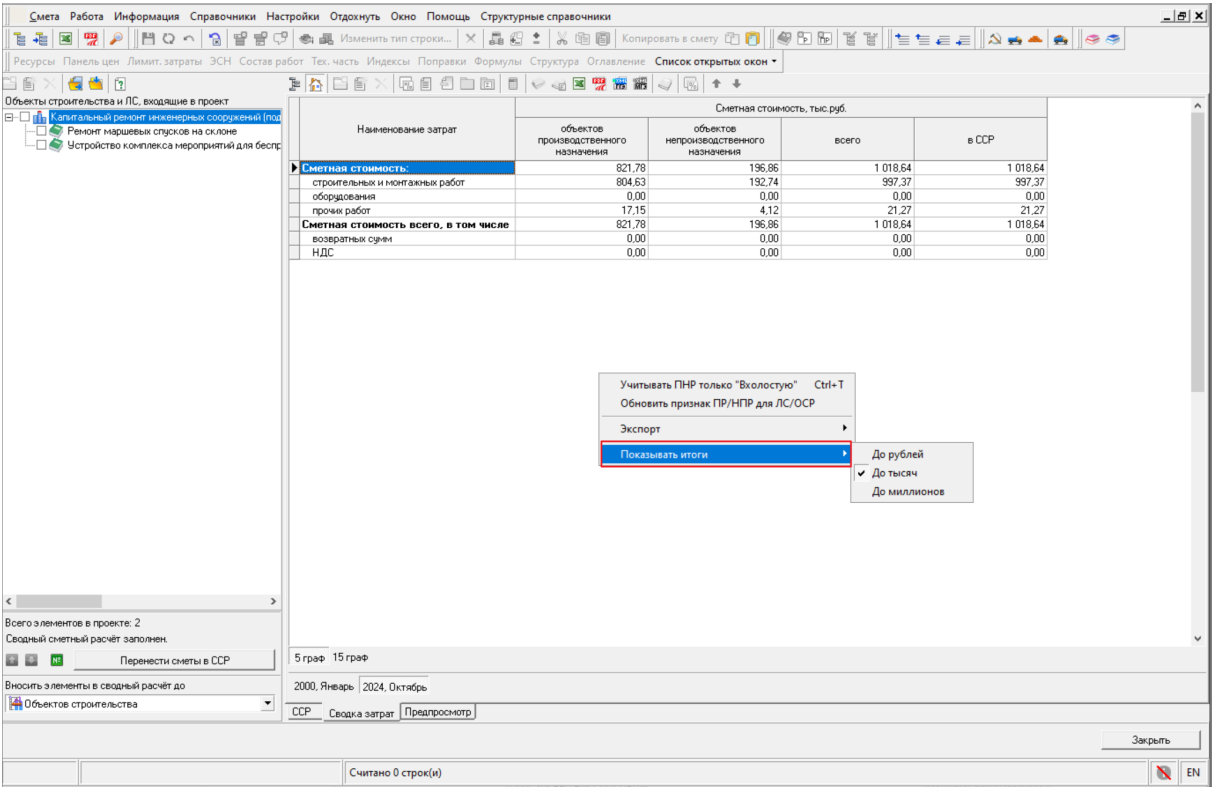 Смета Работа Информация Справочники Настройки Отдохнуть Окно Помощь Структурные справочники
Изменить тип строки... Копировать в смету
Ресурсы Панель цен Лимит. затраты ЭСН Состав работ Тех. часть Индексы Поправки Формулы Структура Оглавление Список открытых окон
Объекты строительства и ЛС, входящие в проект
Капитальный ремонт инженерных сооружений (под
Ремонт маршевых спусков на склоне
Устройство комплекса мероприятий для беспр
Наименование затрат
Сметная стоимость, тыс.руб.
объектов производственного назначения
объектов непроизводственного назначения
всего
в ССР
Сметная стоимость: 821,78 196,86 1 018,64 1 018,64
строительных и монтажных работ 804,63 192,74 997,37 997,37
оборудования 0,00 0,00 0,00 0,00
прочих работ 17,15 4,12 21,27 21,27
Сметная стоимость всего, в том числе 821,78 196,86 1 018,64 1 018,64
возвратных сумм 0,00 0,00 0,00 0,00
НДС 0,00 0,00 0,00 0,00
Учитывать ПНР только "Вхолостую" Ctrl+T
Обновить признак ПР/НПР для ЛС/ОСР
Экспорт
Показывать итоги
До рублей
До тысяч
До миллионов
Всего элементов в проекте: 2
Сводный сметный расчёт заполнен.
Перенести сметы в ССР
Вносить элементы в сводный расчёт до
Объектов строительства
5 граф 15 граф
2000, Январь 2024, Октябрь
ССР Сводка затрат Предпросмотр
Закрыть
Считано 0 строк(и)
EN